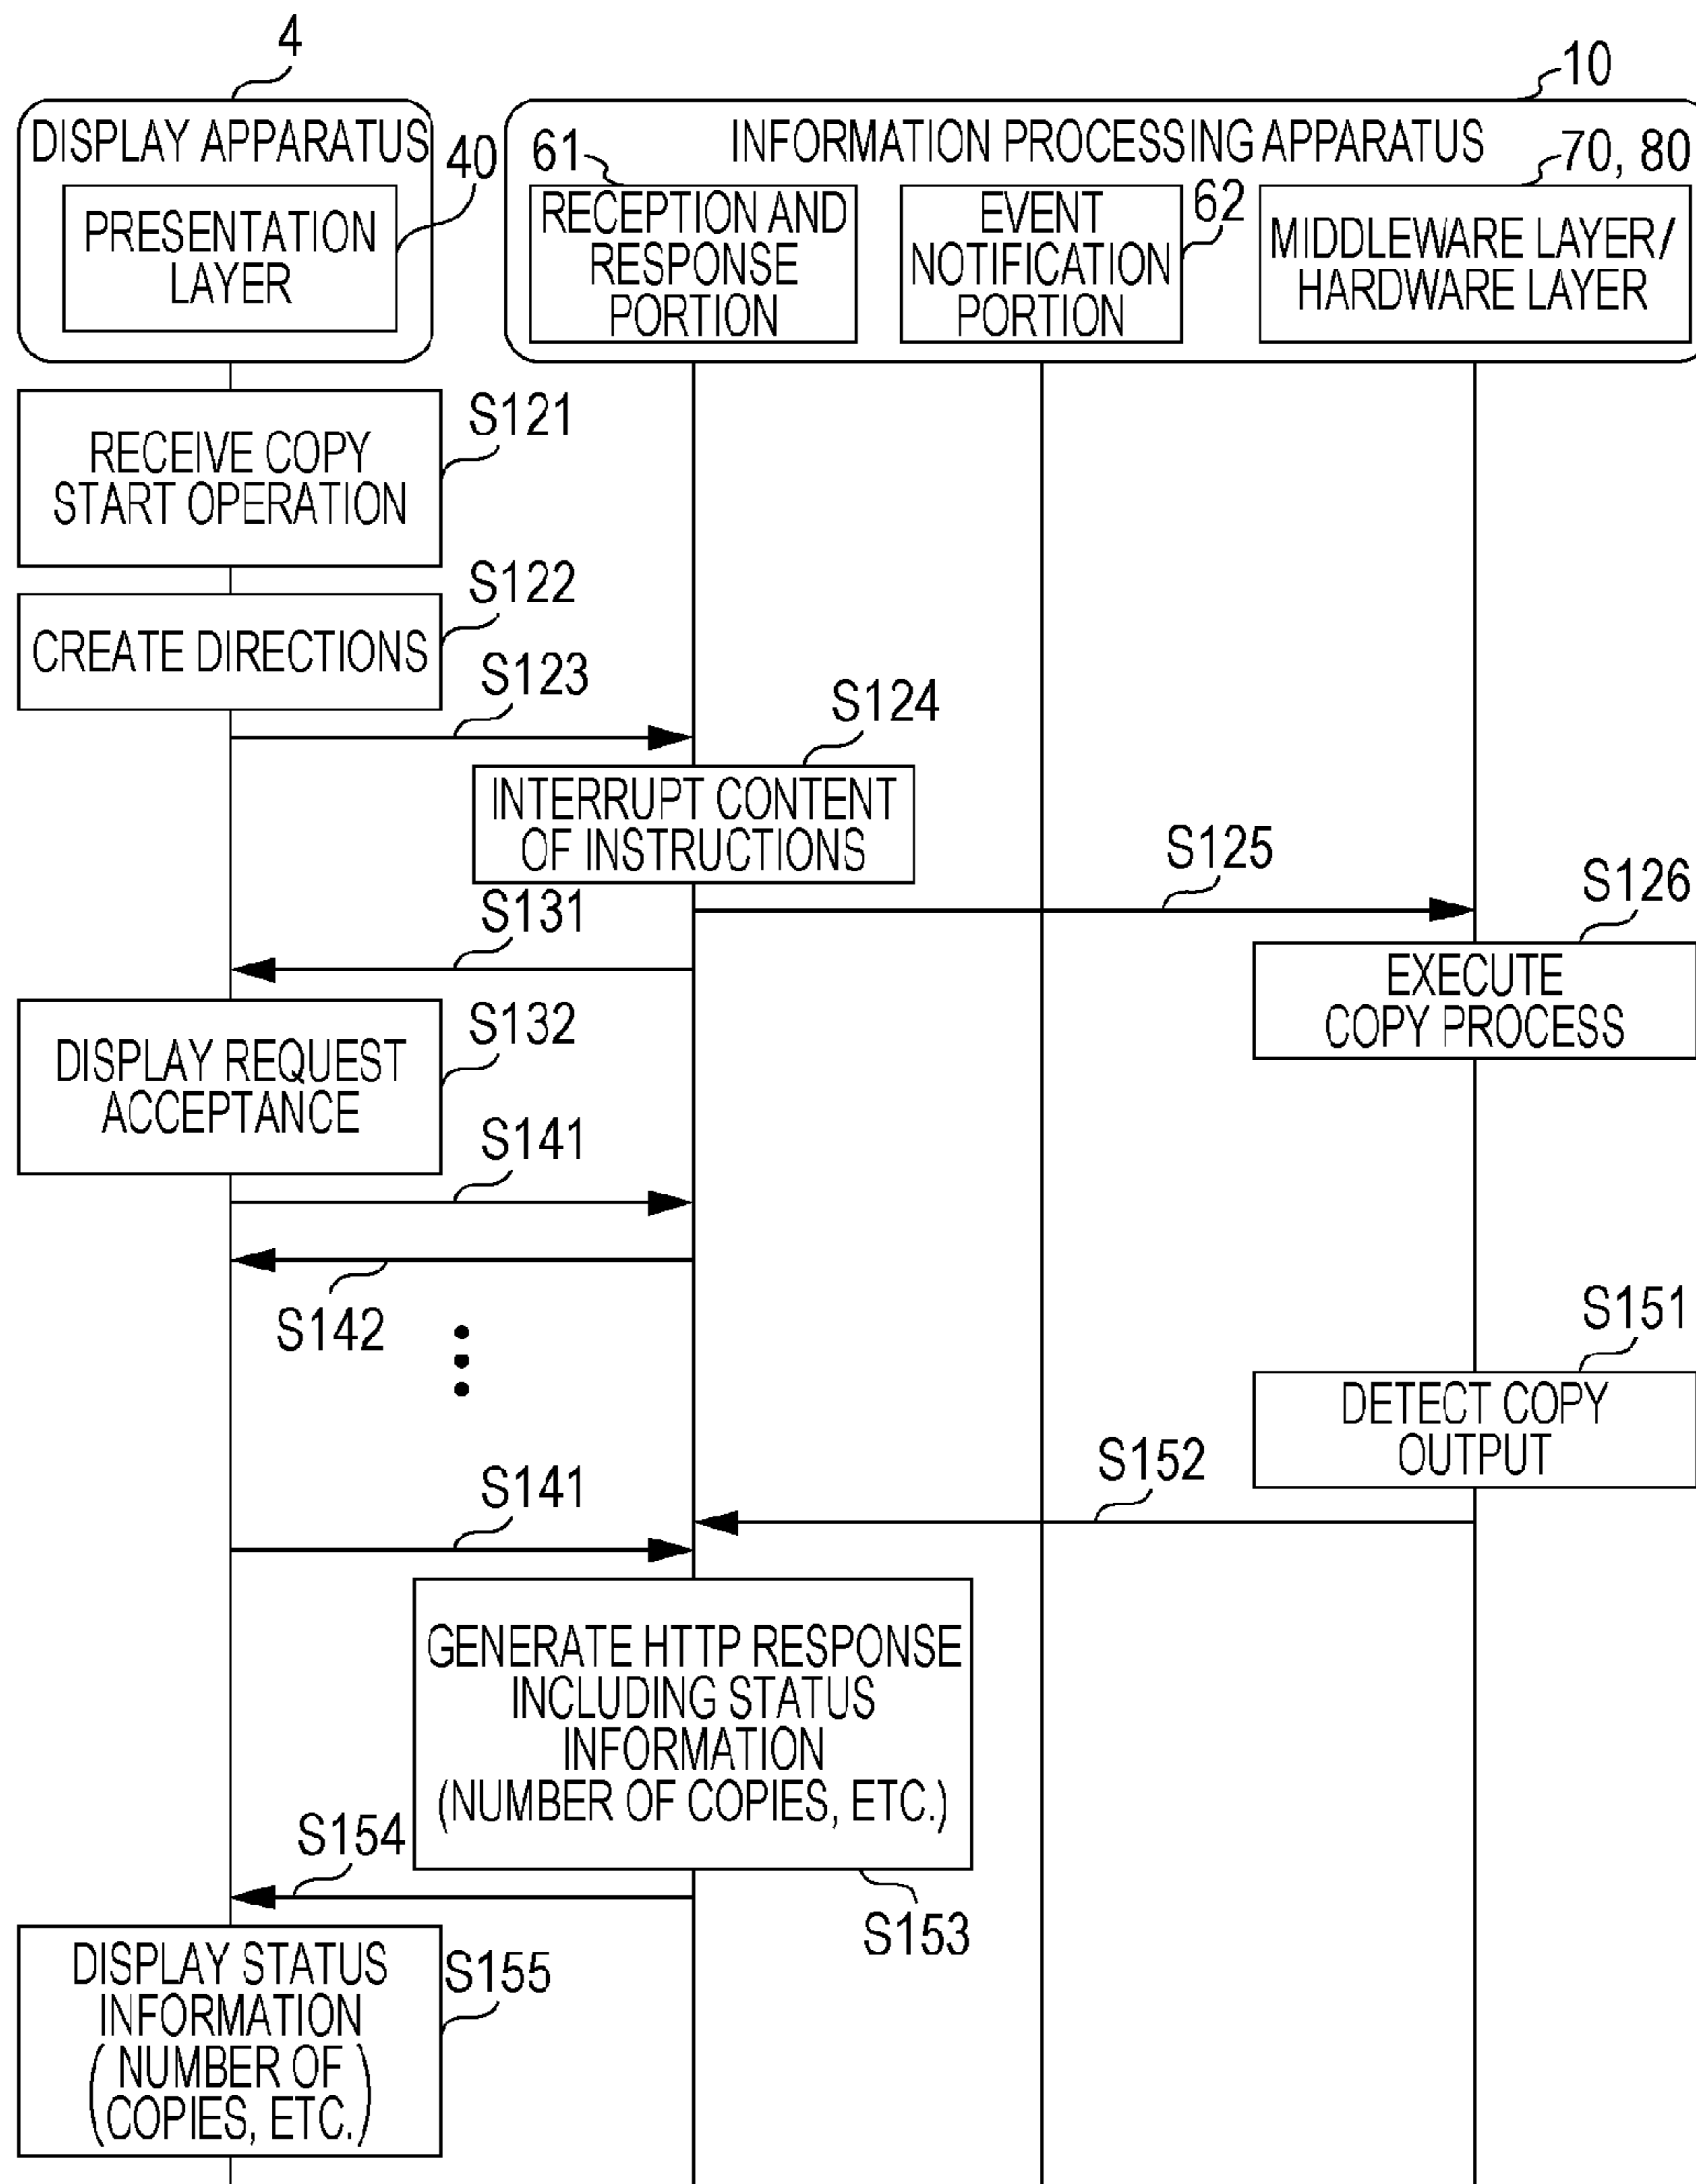 4
10
DISPLAY APPARATUS
INFORMATION PROCESSING APPARATUS
40
61
70, 80
PRESENTATION
LAYER
RECEPTION AND
RESPONSE
PORTION
EVENT
NOTIFICATION
PORTION
62
MIDDLEWARE LAYER/
HARDWARE LAYER
S121
RECEIVE COPY
START OPERATION
S122
CREATE DIRECTIONS
S123
S124
INTERRUPT CONTENT
OF INSTRUCTIONS
S125
S126
S131
EXECUTE
COPY PROCESS
S132
DISPLAY REQUEST
ACCEPTANCE
S141
S142
S151
DETECT COPY
OUTPUT
S152
S141
GENERATE HTTP RESPONSE
INCLUDING STATUS
INFORMATION
(NUMBER OF COPIES, ETC.)
S154
S153
DISPLAY STATUS
INFORMATION
(NUMBER OF
COPIES, ETC.)
S155